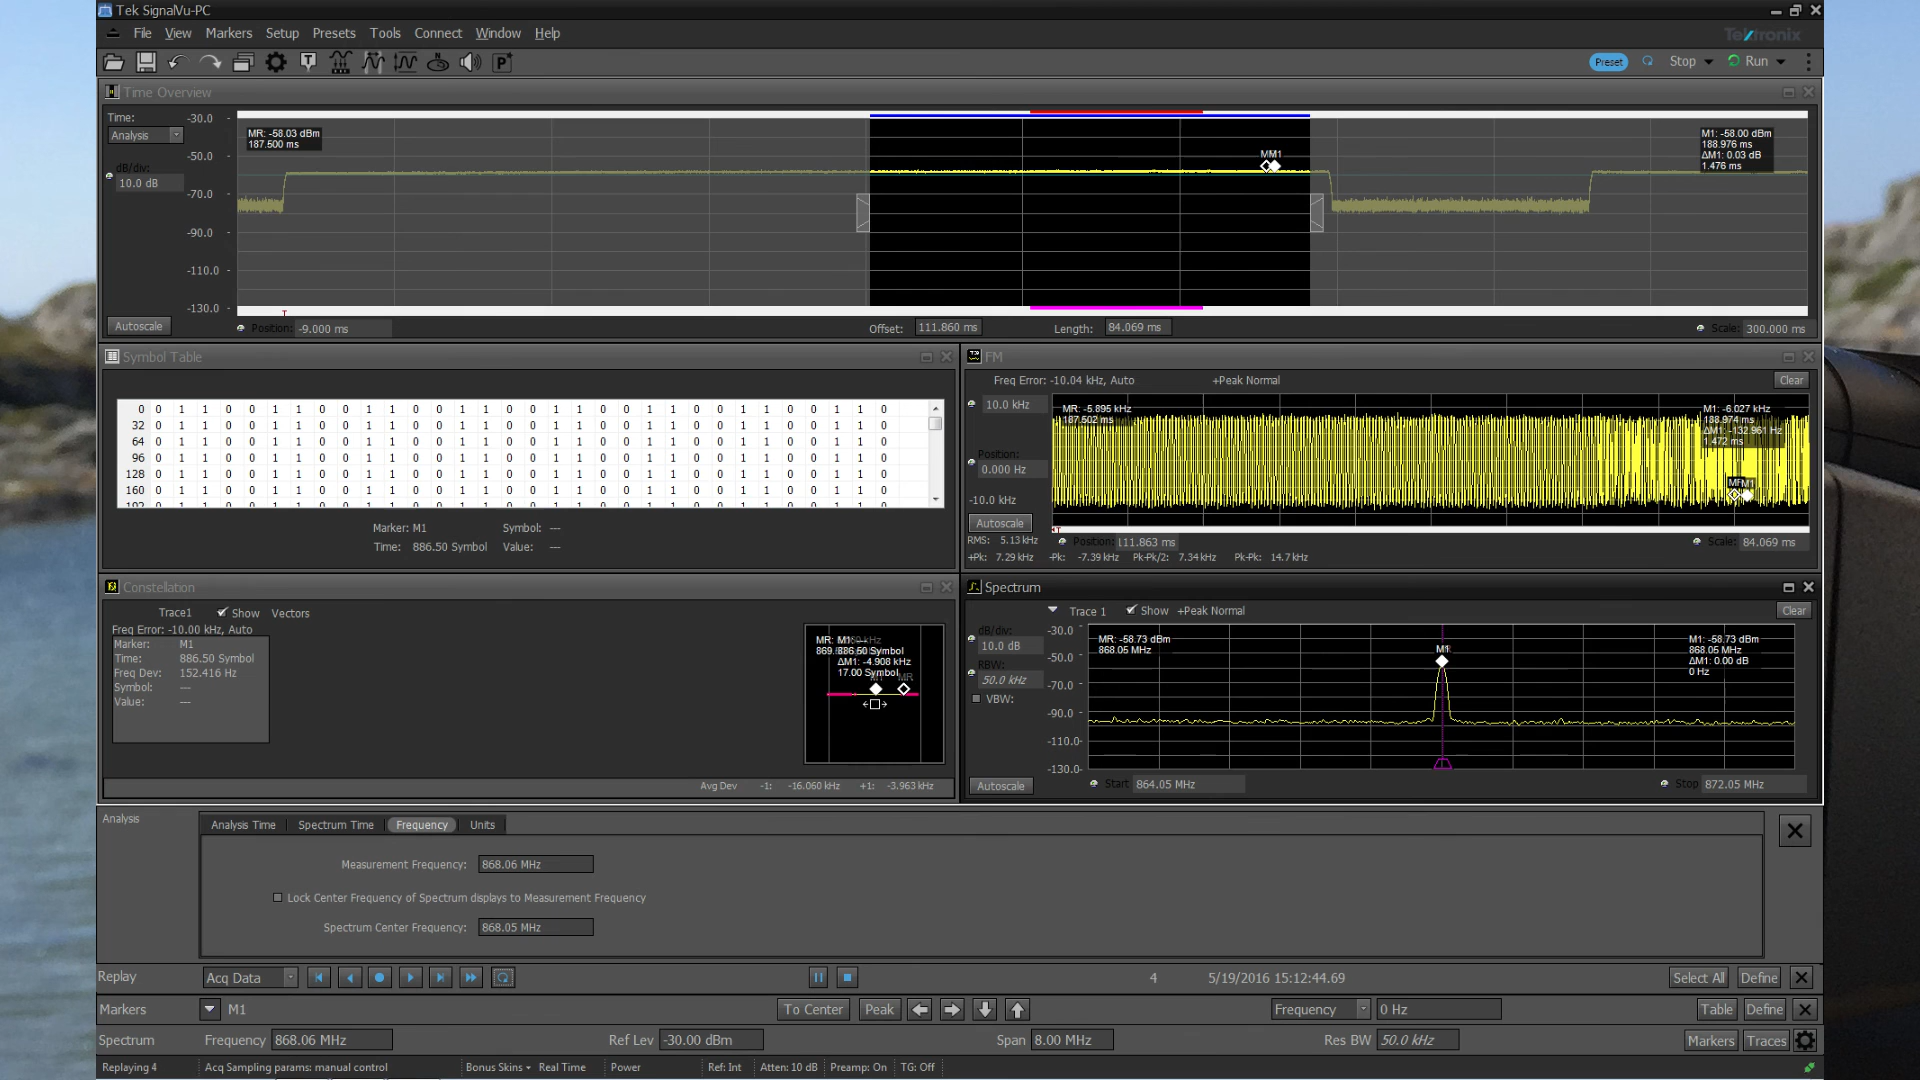 Tek SignalVu-PC
File View Markers Setup Presets Tools Connect Window Help
Tektronix
Preset Stop Run
Time Overview
Time:
Analysis
dB/div:
10.0 dB
Autoscale
-30.0
-50.0
-70.0
-90.0
-110.0
-130.0
MR: -58.03 dBm
187.500 ms
M1: -58.00 dBm
188.976 ms
ΔM1: 0.03 dB
1.476 ms
Position: -9.000 ms
Offset: 111.860 ms
Length: 84.069 ms
Scale: 300.000 ms
Symbol Table
0 0 1 1 0 0 1 1 0 0 1 1 0 0 1 1 0 0 1 1 0 0 1 1 0 0 1 1 0 0 1 1 0
32 0 1 1 0 0 1 1 0 0 1 1 0 0 1 1 0 0 1 1 0 0 1 1 0 0 1 1 0 0 1 1 0
64 0 1 1 0 0 1 1 0 0 1 1 0 0 1 1 0 0 1 1 0 0 1 1 0 0 1 1 0 0 1 1 0
96 0 1 1 0 0 1 1 0 0 1 1 0 0 1 1 0 0 1 1 0 0 1 1 0 0 1 1 0 0 1 1 0
128 0 1 1 0 0 1 1 0 0 1 1 0 0 1 1 0 0 1 1 0 0 1 1 0 0 1 1 0 0 1 1 0
160 0 1 1 0 0 1 1 0 0 1 1 0 0 1 1 0 0 1 1 0 0 1 1 0 0 1 1 0 0 1 1 0
Marker: M1 Symbol: ---
Time: 886.50 Symbol Value: ---
FM
Freq Error: -10.04 kHz, Auto +Peak Normal Clear
10.0 kHz
MR: -5.895 kHz
187.502 ms
M1: -6.027 kHz
188.974 ms
ΔM1: -132.961 Hz
1.472 ms
Position:
0.000 Hz
-10.0 kHz
Autoscale
Position: 111.863 ms
Scale: 84.069 ms
RMS: 5.13 kHz
+Pk: 7.29 kHz -Pk: -7.39 kHz Pk-Pk/2: 7.34 kHz Pk-Pk: 14.7 kHz
Constellation
Trace1 Show Vectors
Freq Error: -10.00 kHz, Auto
Marker: M1
Time: 886.50 Symbol
Freq Dev: 152.416 Hz
Symbol: ---
Value: ---
ΔM1: -4.908 kHz
17.00 Symbol
MR
Avg Dev -1: -16.060 kHz +1: -3.963 kHz
Spectrum
Trace 1 Show +Peak Normal Clear
dB/div:
10.0 dB
RBW:
50.0 kHz
VBW:
Autoscale
-30.0
-50.0
-70.0
-90.0
-110.0
-130.0
MR: -58.73 dBm
868.05 MHz
M1: -58.73 dBm
868.05 MHz
ΔM1: 0.00 dB
0 Hz
Start 864.05 MHz
Stop 872.05 MHz
Analysis
Analysis Time Spectrum Time Frequency Units
Measurement Frequency: 868.06 MHz
Lock Center Frequency of Spectrum displays to Measurement Frequency
Spectrum Center Frequency: 868.05 MHz
Replay Acq Data 4 5/19/2016 15:12:44.69 Select All Define
Markers M1 To Center Peak Frequency 0 Hz Table Define
Spectrum Frequency 868.06 MHz Ref Lev -30.00 dBm Span 8.00 MHz Res BW 50.0 kHz Markers Traces
Replaying 4 Acq Sampling params: manual control Bonus Skins Real Time Power Ref: Int Atten: 10 dB Preamp: On TG: Off